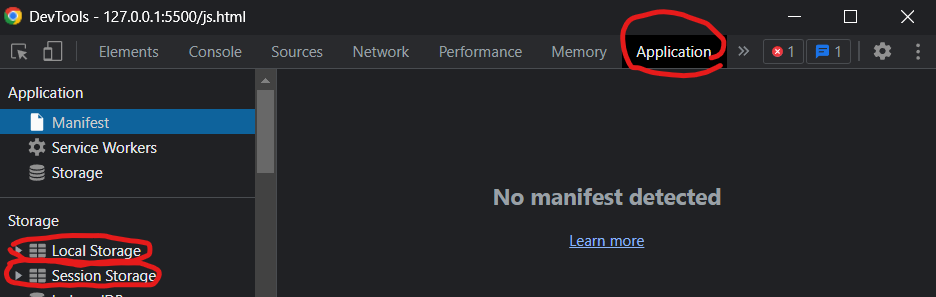 DevTools - 127.0.0.1:5500/js.html
Elements Console Sources Network Performance Memory Application » 1 1
Application
Manifest
Service Workers
Storage
No manifest detected
Learn more
Storage
Local Storage
Session Storage